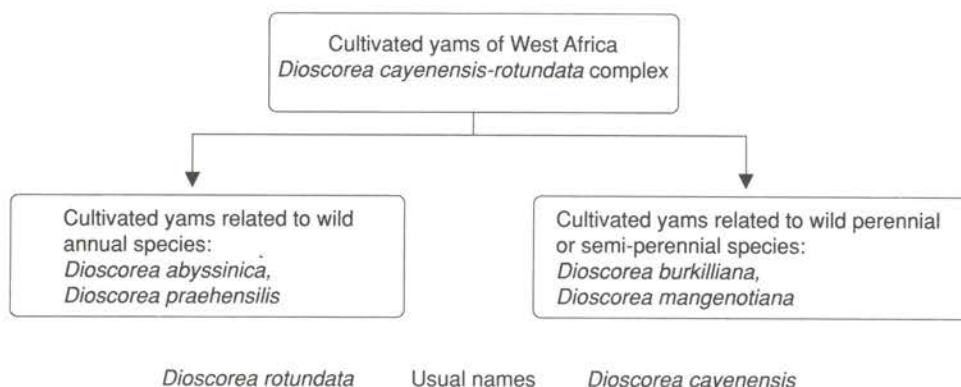 Cultivated yams of West Africa
Dioscorea cayenensis-rotundata complex
Cultivated yams related to wild
annual species:
Dioscorea abyssinica,
Dioscorea praehensilis
Cultivated yams related to wild perennial
or semi-perennial species:
Dioscorea burkilliana,
Dioscorea mangenotiana
Dioscorea rotundata Usual names Dioscorea cayenensis